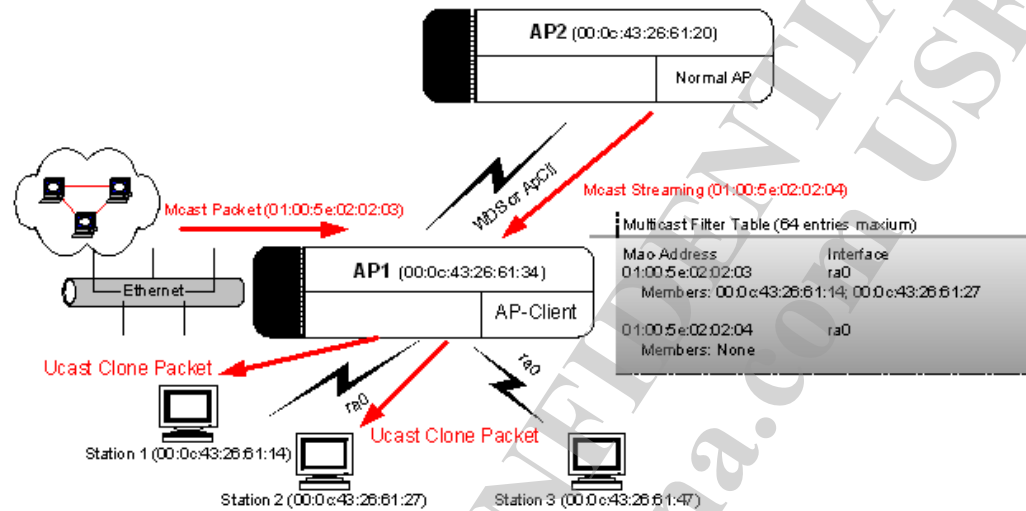 AP2 (00:0c:43:26:61:20)
Normal AP
WDS or ApCli
Mcast Streaming (01:00:5e:02:02:04)
Mcast Packet (01:00:5e:02:02:03)
Multicast Filter Table (64 entries maxium)
Mac Address Interface
01:00:5e:02:02:03 ra0
Members: 00:0c:43:26:61:14; 00:0c:43:26:61:27
01:00:5e:02:02:04 ra0
Members: None
AP1 (00:0c:43:26:61:34)
AP-Client
Ethernet
Ucast Clone Packet
ra0
ra0
Ucast Clone Packet
Station 1 (00:0c:43:26:61:14)
Station 2 (00:0c:43:26:61:27)
Station 3 (00:0c:43:26:61:47)